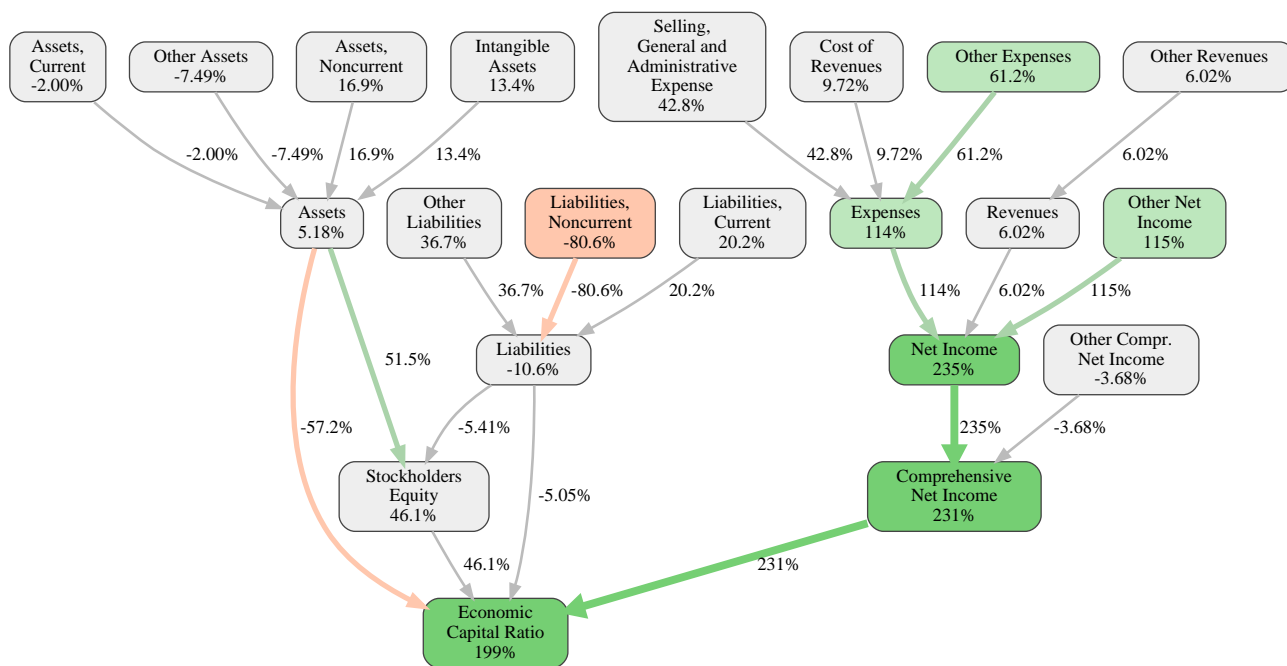 Assets,
Current
-2.00%
Other Assets
-7.49%
Assets,
Noncurrent
16.9%
Intangible
Assets
13.4%
Selling,
General and
Administrative
Expense
42.8%
Cost of
Revenues
9.72%
Other Expenses
61.2%
Other Revenues
6.02%
-2.00%
-7.49%
16.9%
13.4%
42.8%
9.72%
61.2%
6.02%
Assets
5.18%
Other
Liabilities
36.7%
Liabilities,
Noncurrent
-80.6%
Liabilities,
Current
20.2%
Expenses
114%
Revenues
6.02%
Other Net
Income
115%
36.7%
-80.6%
20.2%
114%
6.02%
115%
Liabilities
-10.6%
Net Income
235%
Other Compr.
Net Income
-3.68%
51.5%
-57.2%
-5.41%
235%
-3.68%
Stockholders
Equity
46.1%
-5.05%
Comprehensive
Net Income
231%
46.1%
231%
Economic
Capital Ratio
199%